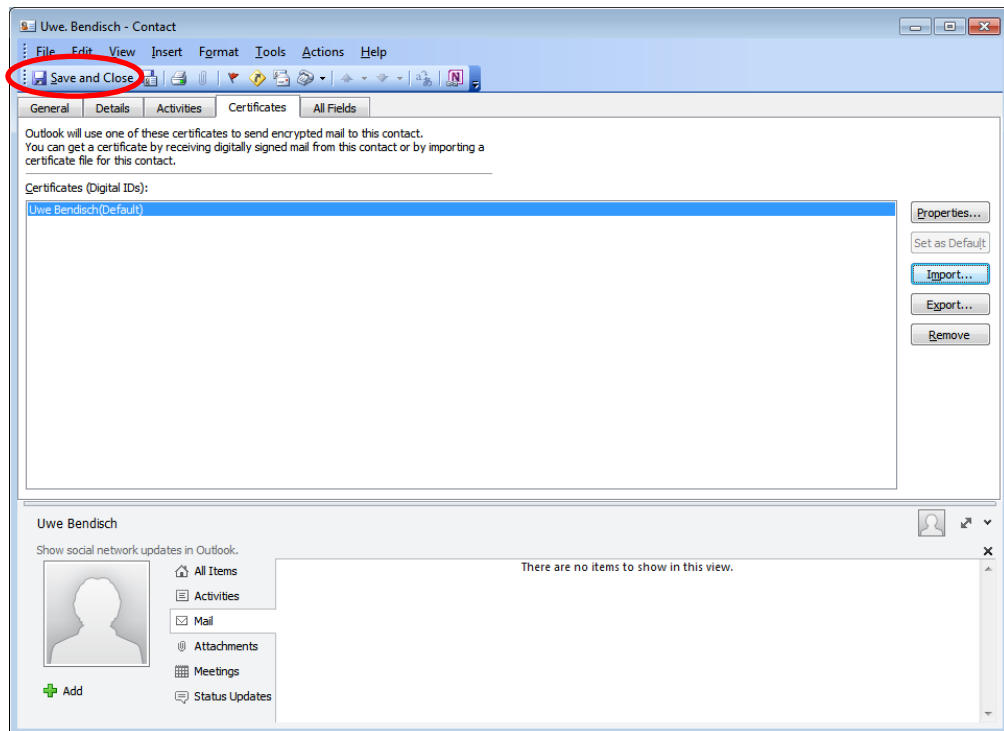 Uwe. Bendisch - Contact
File Edit View Insert Format Tools Actions Help
Save and Close
General Details Activities Certificates All Fields
Outlook will use one of these certificates to send encrypted mail to this contact.
You can get a certificate by receiving digitally signed mail from this contact or by importing a
certificate file for this contact.
Certificates (Digital IDs):
Uwe Bendisch(Default)
Properties...
Set as Default
Import...
Export...
Remove
Uwe Bendisch
Show social network updates in Outlook.
All Items
There are no items to show in this view.
Activities
Mail
Attachments
Meetings
Add
Status Updates